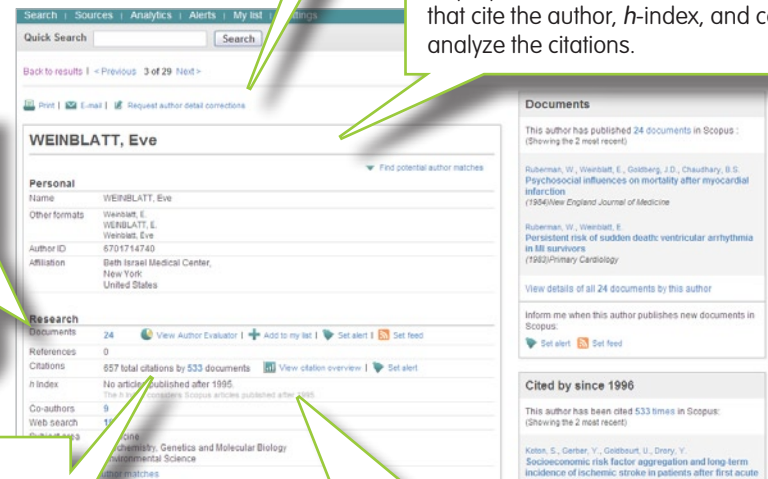 that cite the author, h-index, and
analyze the citations.
Search | Sources | Analytics | Alerts | My list |
Quick Search Search
Back to results | < Previous 3 of 29 Next >
Print | E-mail | Request author detail corrections
WEINBLATT, Eve
Find potential author matches
Personal
Name WEINBLATT, Eve
Other formats Weinblatt, E.
WEINBLATT, E.
Weinblatt, Eve
Author ID 6701714740
Affiliation Beth Israel Medical Center,
New York
United States
Research
Documents 24 View Author Evaluator | Add to my list | Set alert | Set feed
References 0
Citations 657 total citations by 533 documents View citation overview | Set alert
h Index No articles published after 1995.
The h Index considers Scopus articles published after 1995.
Co-authors 9
Web search
Biochemistry, Genetics and Molecular Biology
Environmental Science
author matches
Documents
This author has published 24 documents in Scopus :
(Showing the 2 most recent)
Ruberman, W., Weinblatt, E., Goldberg, J.D., Chaudhary, B.S.
Psychosocial influences on mortality after myocardial
infarction
(1984)New England Journal of Medicine
Ruberman, W., Weinblatt, E.
Persistent risk of sudden death: ventricular arrhythmia
in MI survivors
(1983)Primary Cardiology
View details of all 24 documents by this author
Inform me when this author publishes new documents in
Scopus:
Set alert Set feed
Cited by since 1996
This author has been cited 533 times in Scopus:
(Showing the 2 most recent)
Koton, S., Gerber, Y., Goldbourt, U., Drory, Y.
Socioeconomic risk factor aggregation and long-term
incidence of ischemic stroke in patients after first acute